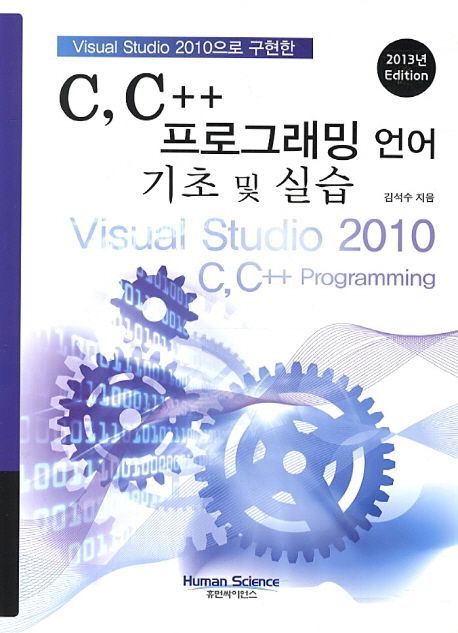 Visual Studio 2010으로 구현한
2013년
Edition
C, C++
프로그래밍 언어
기초 및 실습
김석수 지음
Visual Studio 2010
C, C++ Programming
Human Science
휴먼싸이언스